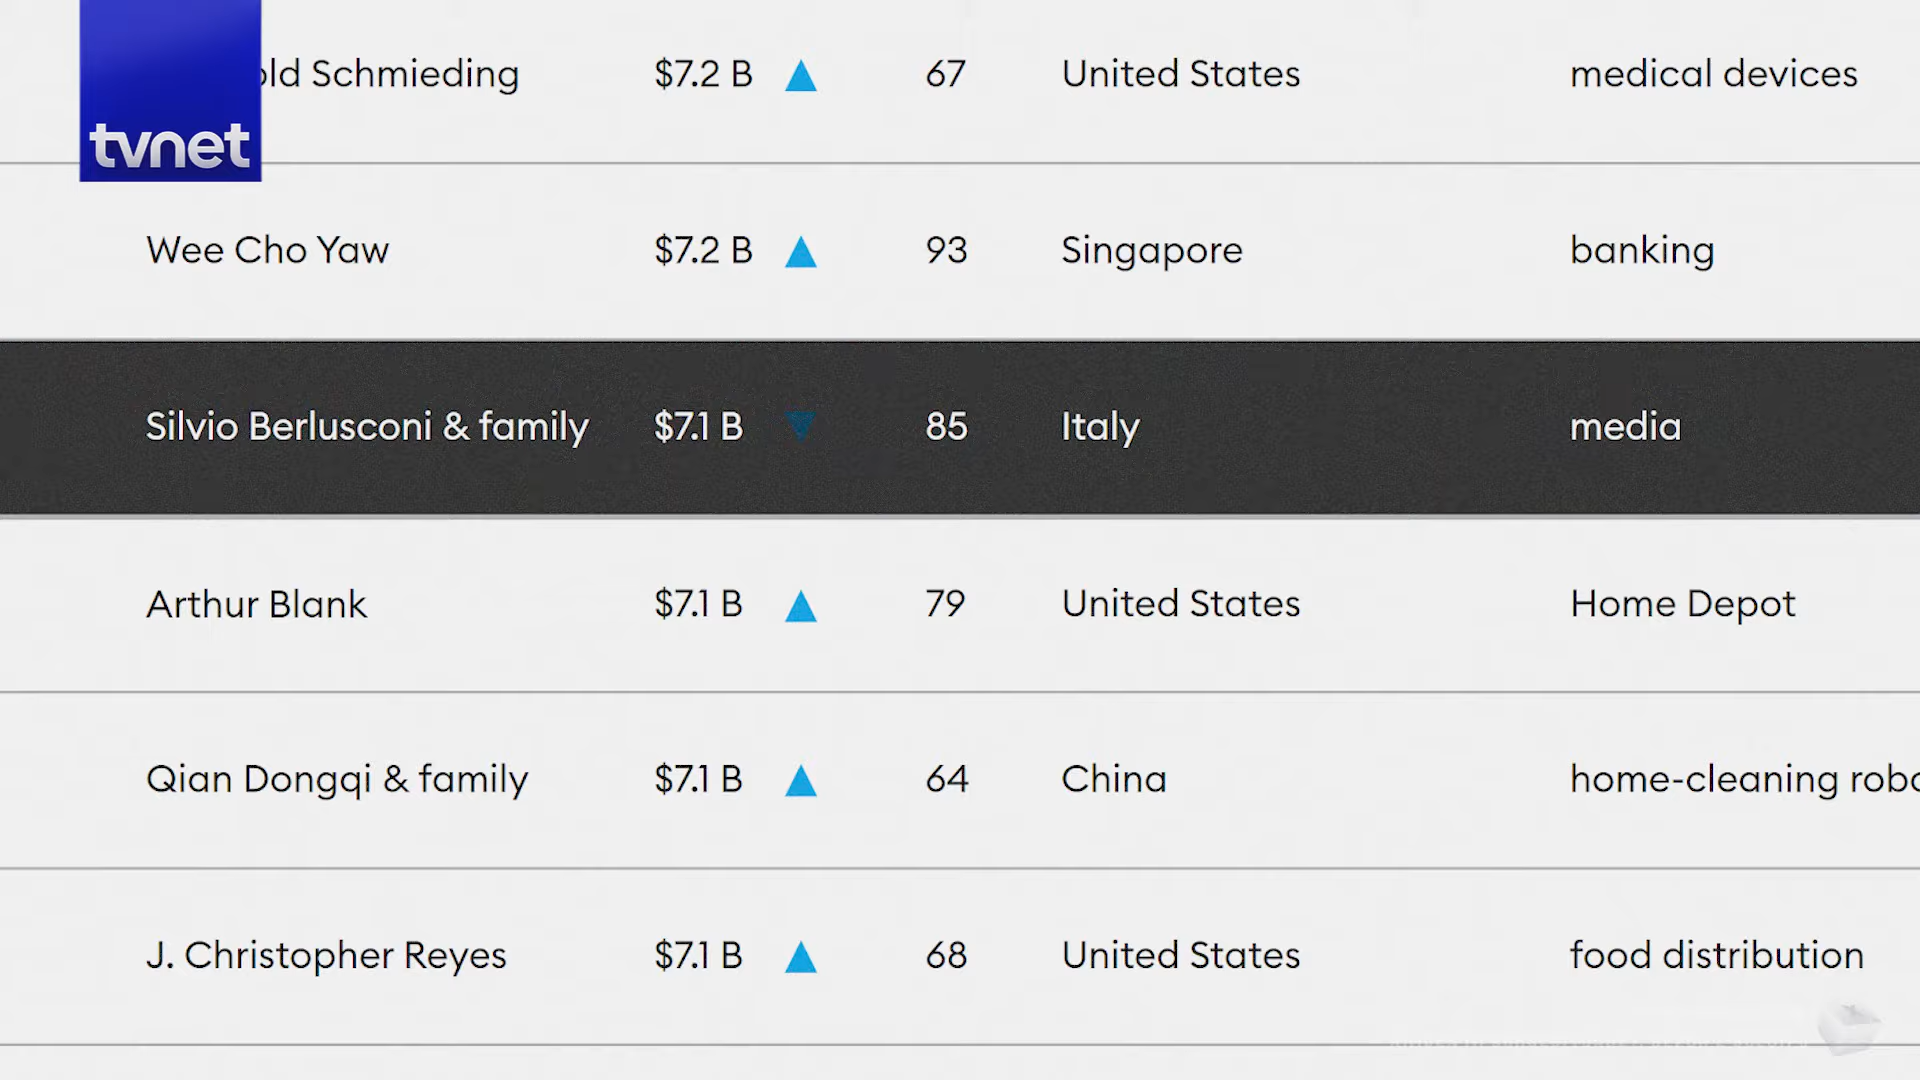 old Schmieding $7.2 B 67 United States medical devices
tvnet
Wee Cho Yaw $7.2 B 93 Singapore banking
Silvio Berlusconi & family $7.1 B 85 Italy media
Arthur Blank $7.1 B 79 United States Home Depot
Qian Dongqi & family $7.1 B 64 China home-cleaning robo
J. Christopher Reyes $7.1 B 68 United States food distribution